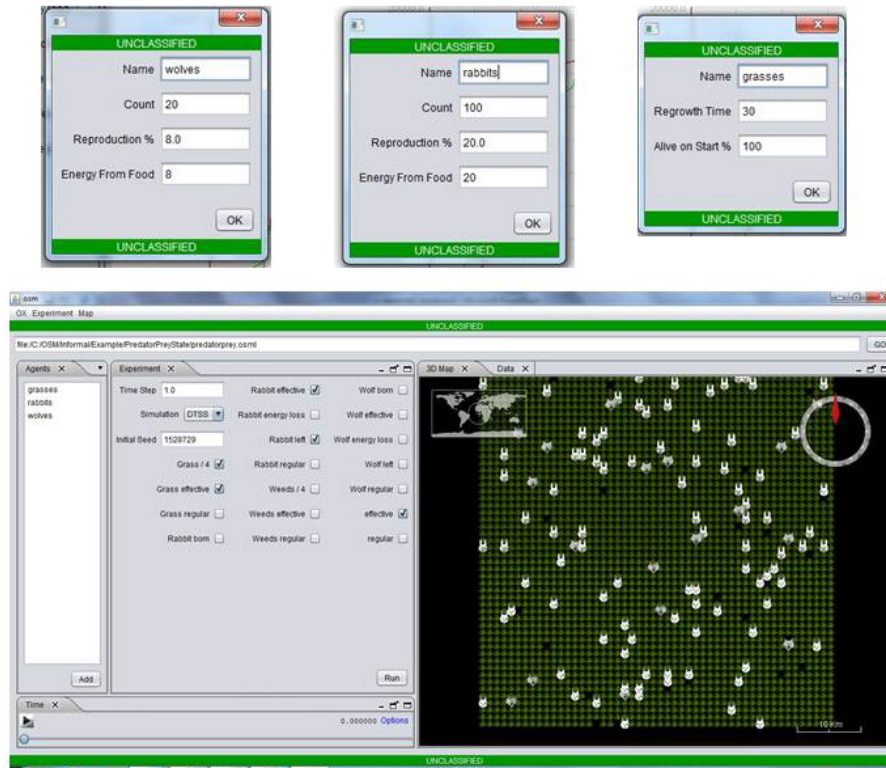 UNCLASSIFIED
Name wolves
Count 20
Reproduction % 8.0
Energy From Food 8
OK
UNCLASSIFIED
UNCLASSIFIED
Name rabbits
Count 100
Reproduction % 20.0
Energy From Food 20
OK
UNCLASSIFIED
UNCLASSIFIED
Name grasses
Regrowth Time 30
Alive on Start % 100
OK
UNCLASSIFIED
osm
OX Experiment Map
UNCLASSIFIED
file:/C:/OSM/Informal/Example/PredatorPreyState/predatorprey.osml GO
Agents
grasses
rabbits
wolves
Add
Experiment
Time Step 1.0 Rabbit effective Wolf born
Simulation DTSS Rabbit energy loss Wolf effective
Initial Seed 1528729 Rabbit left Wolf energy loss
Grass / 4 Rabbit regular Wolf left
Grass effective Weeds / 4 Wolf regular
Grass regular Weeds effective effective
Rabbit born Weeds regular regular
Run
3D Map Data
10 Km
Time
0.000000 Options
UNCLASSIFIED